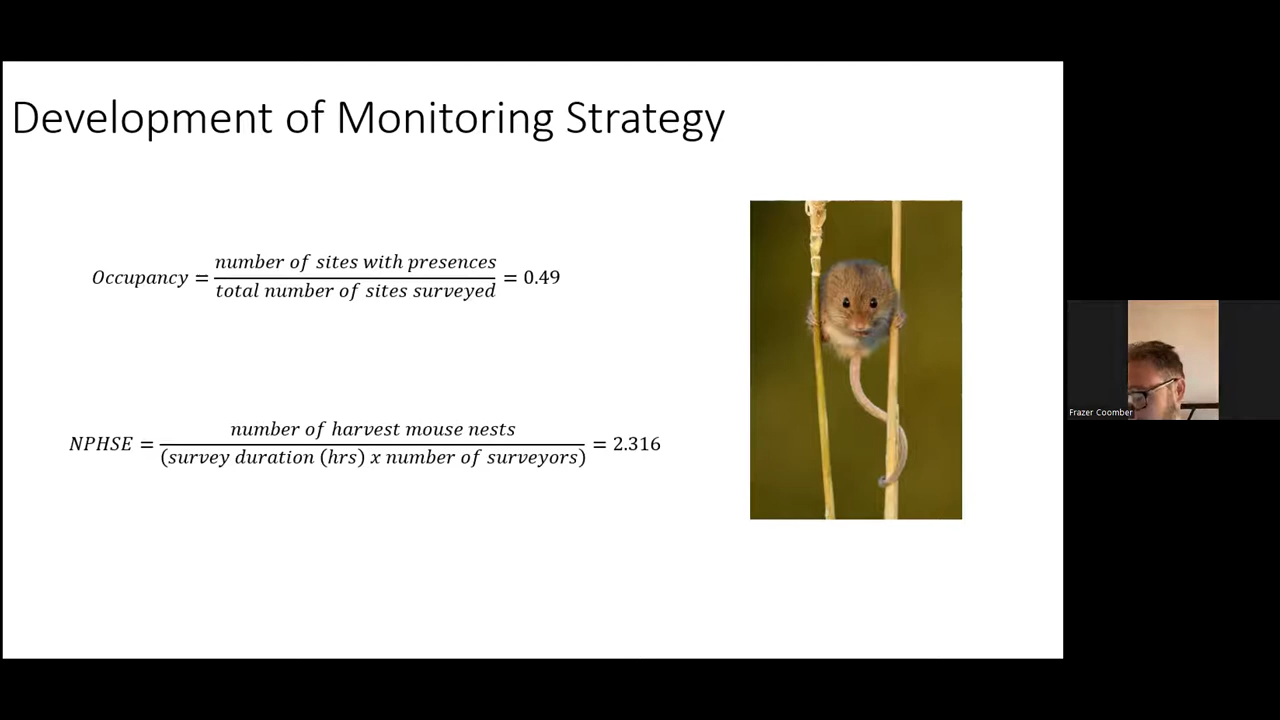 Development of Monitoring Strategy
Occupancy = number of sites with presences / total number of sites surveyed = 0.49
NPHSE = number of harvest mouse nests / (survey duration (hrs) x number of surveyors) = 2.316
Frazer Coomber